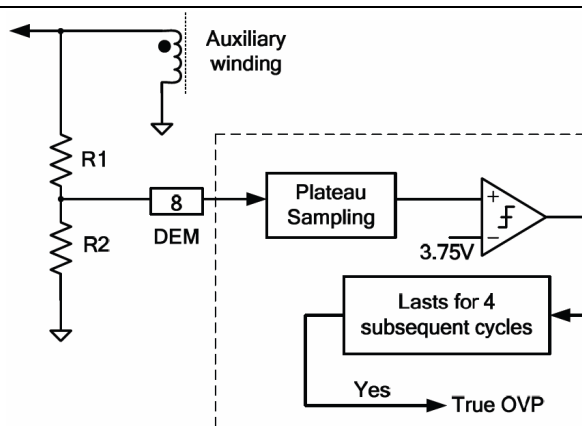 Auxiliary
winding
R1
8
DEM
R2
Plateau
Sampling
+
−
3.75V
Lasts for 4
subsequent cycles
Yes
True OVP